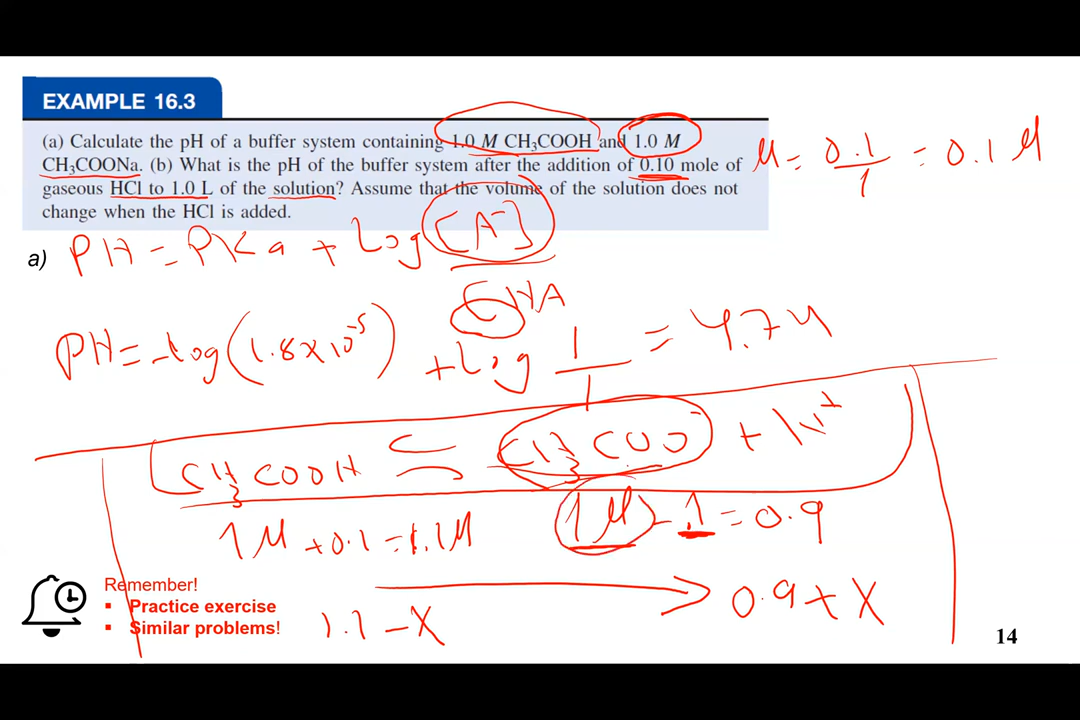 EXAMPLE 16.3
(a) Calculate the pH of a buffer system containing 1.0 M CH₃COOH and 1.0 M
CH₃COONa. (b) What is the pH of the buffer system after the addition of 0.10 mole of
gaseous HCl to 1.0 L of the solution? Assume that the volume of the solution does not
change when the HCl is added.
M = 0.1/1 = 0.1 M
a) PH = PKa + log [A⁻]/[HA
PH = -log(1.8x10⁻⁵) + log 1/1 = 4.74
CH₃COOH ⇌ CH₃COO⁻ + H⁺
1M + 0.1 = 1.1M 1M - .1 = 0.9
1.1 - X → 0.9 + X
Remember!
▪ Practice exercise
▪ Similar problems!
14